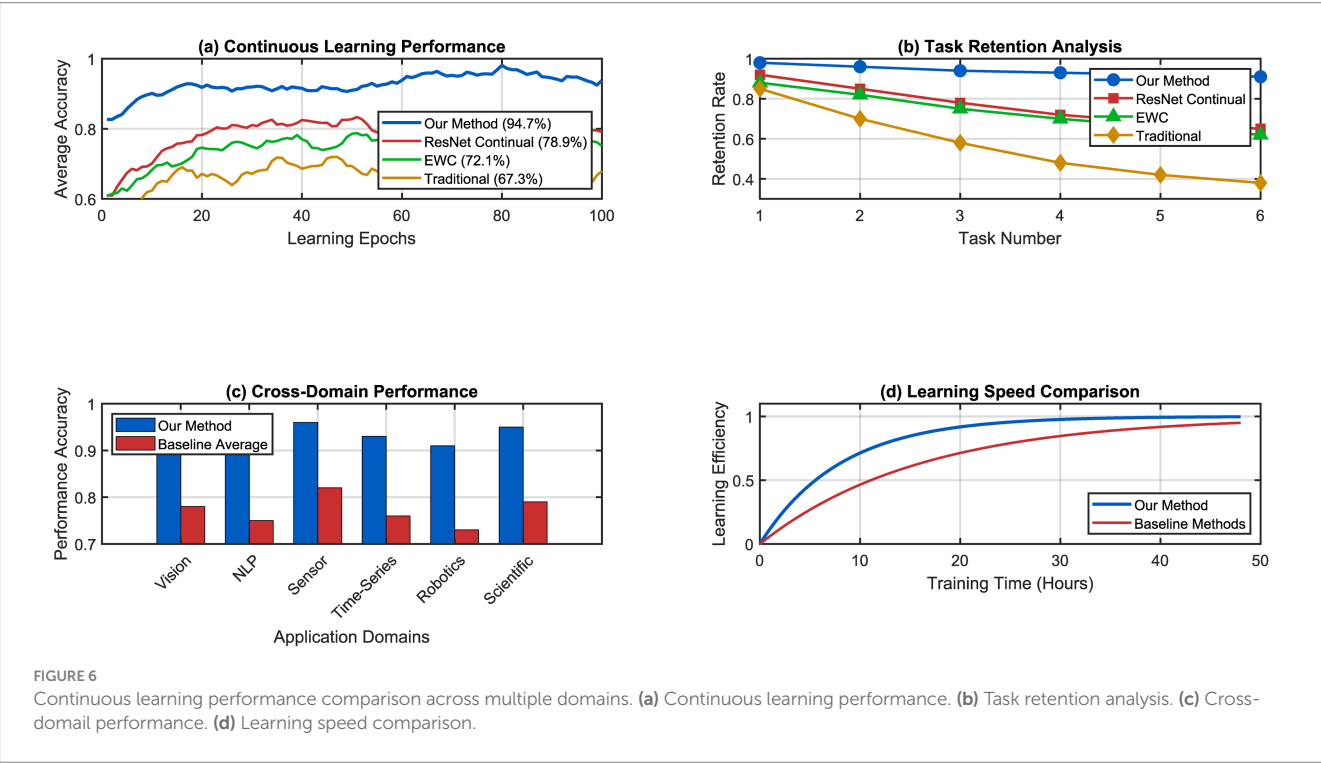 (a) Continuous Learning Performance
1
0.8
0.6
Average Accuracy
0
20
40
60
80
100
Learning Epochs
Our Method (94.7%)
ResNet Continual (78.9%)
EWC (72.1%)
Traditional (67.3%)
(b) Task Retention Analysis
1
0.8
0.6
0.4
Retention Rate
1
2
3
4
5
6
Task Number
Our Method
ResNet Continual
EWC
Traditional
(c) Cross-Domain Performance
1
0.9
0.8
0.7
Performance Accuracy
Our Method
Baseline Average
Vision
NLP
Sensor
Time-Series
Robotics
Scientific
Application Domains
(d) Learning Speed Comparison
1
0.5
0
Learning Efficiency
0
10
20
30
40
50
Training Time (Hours)
Our Method
Baseline Methods
FIGURE 6
Continuous learning performance comparison across multiple domains. (a) Continuous learning performance. (b) Task retention analysis. (c) Cross-
domail performance. (d) Learning speed comparison.